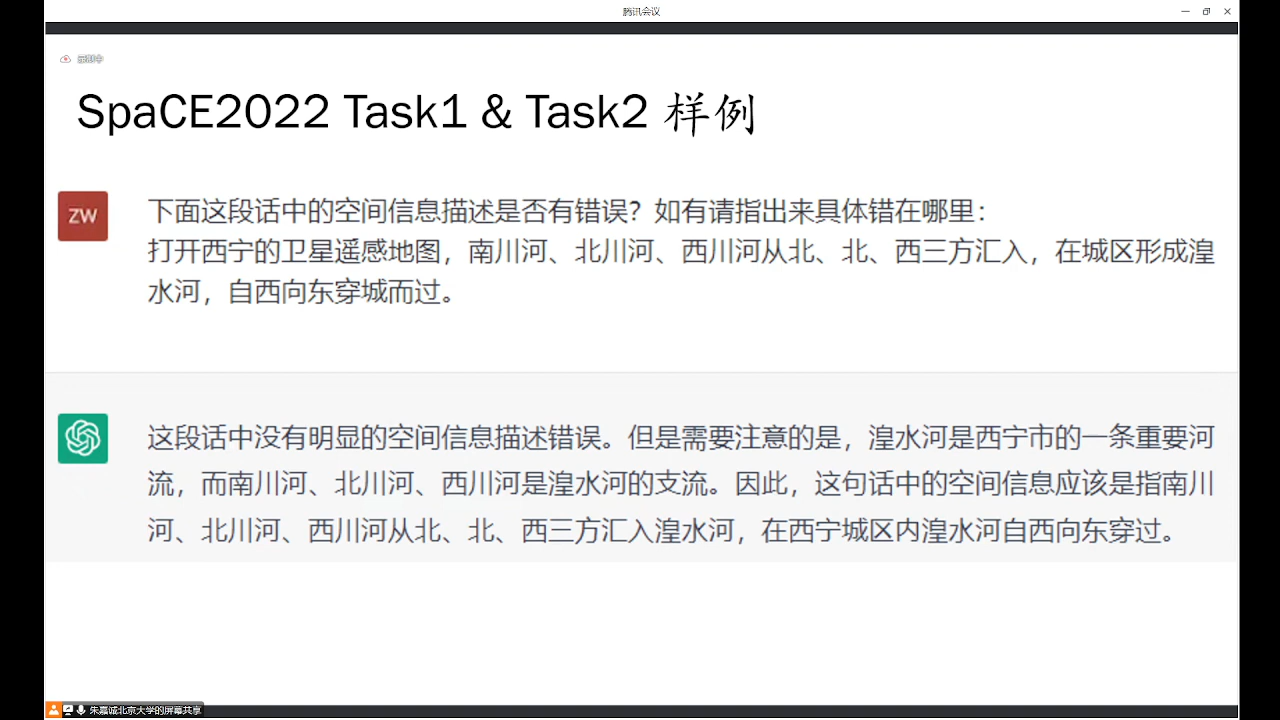 腾讯会议
录制中
SpaCE2022 Task1 & Task2 样例
ZW
下面这段话中的空间信息描述是否有错误？如有请指出来具体错在哪里：
打开西宁的卫星遥感地图，南川河、北川河、西川河从北、北、西三方汇入，在城区形成湟
水河，自西向东穿城而过。
这段话中没有明显的空间信息描述错误。但是需要注意的是，湟水河是西宁市的一条重要河
流，而南川河、北川河、西川河是湟水河的支流。因此，这句话中的空间信息应该是指南川
河、北川河、西川河从北、北、西三方汇入湟水河，在西宁城区内湟水河自西向东穿过。
朱嘉诚北京大学的屏幕共享